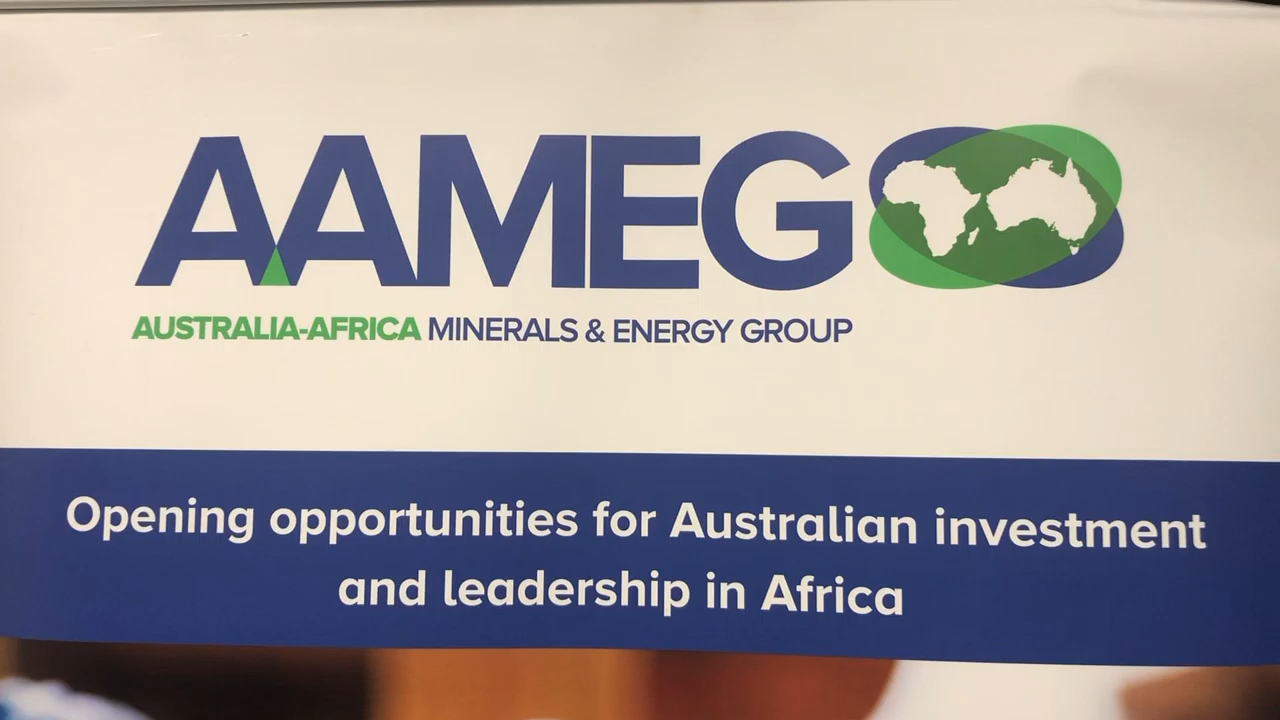 AAMEG
AUSTRALIA-AFRICA MINERALS & ENERGY GROUP
Opening opportunities for Australian investment
and leadership in Africa